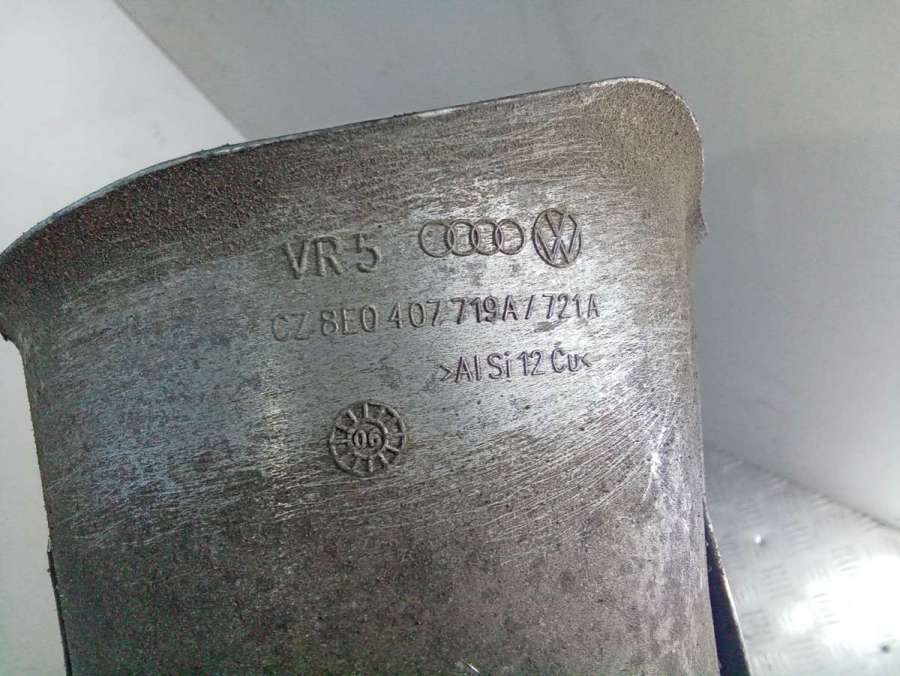 VR 5
CZ 8E0 407 719A / 721A
>Al Si 12 Cu<
06